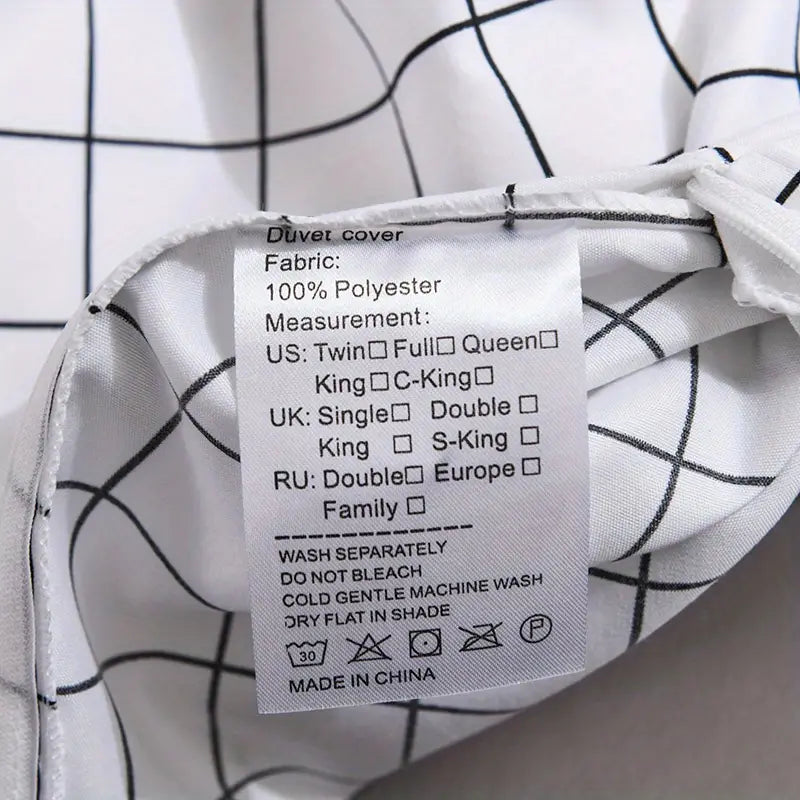 Duvet cover
Fabric:
100% Polyester
Measurement:
US: Twin☐ Full☐ Queen☐
King☐ C-King☐
UK: Single☐ Double ☐
King ☐ S-King ☐
RU: Double☐ Europe ☐
Family ☐
WASH SEPARATELY
DO NOT BLEACH
COLD GENTLE MACHINE WASH
DRY FLAT IN SHADE
30 P
MADE IN CHINA